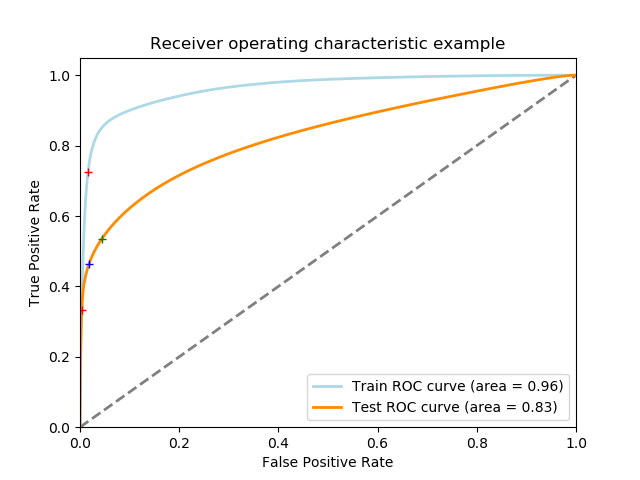 Receiver operating characteristic example
1.0
0.8
0.6
0.4
0.2
0.0
True Positive Rate
Train ROC curve (area = 0.96)
Test ROC curve (area = 0.83)
0.0 0.2 0.4 0.6 0.8 1.0
False Positive Rate